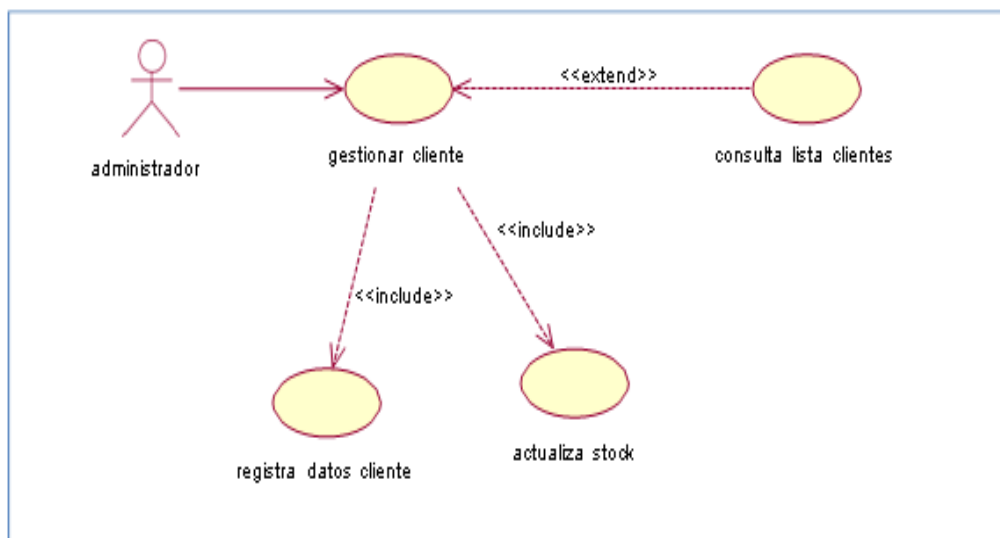 <<extend>>
administrador
gestionar cliente
consulta lista clientes
<<include>>
<<include>>
registra datos cliente
actualiza stock